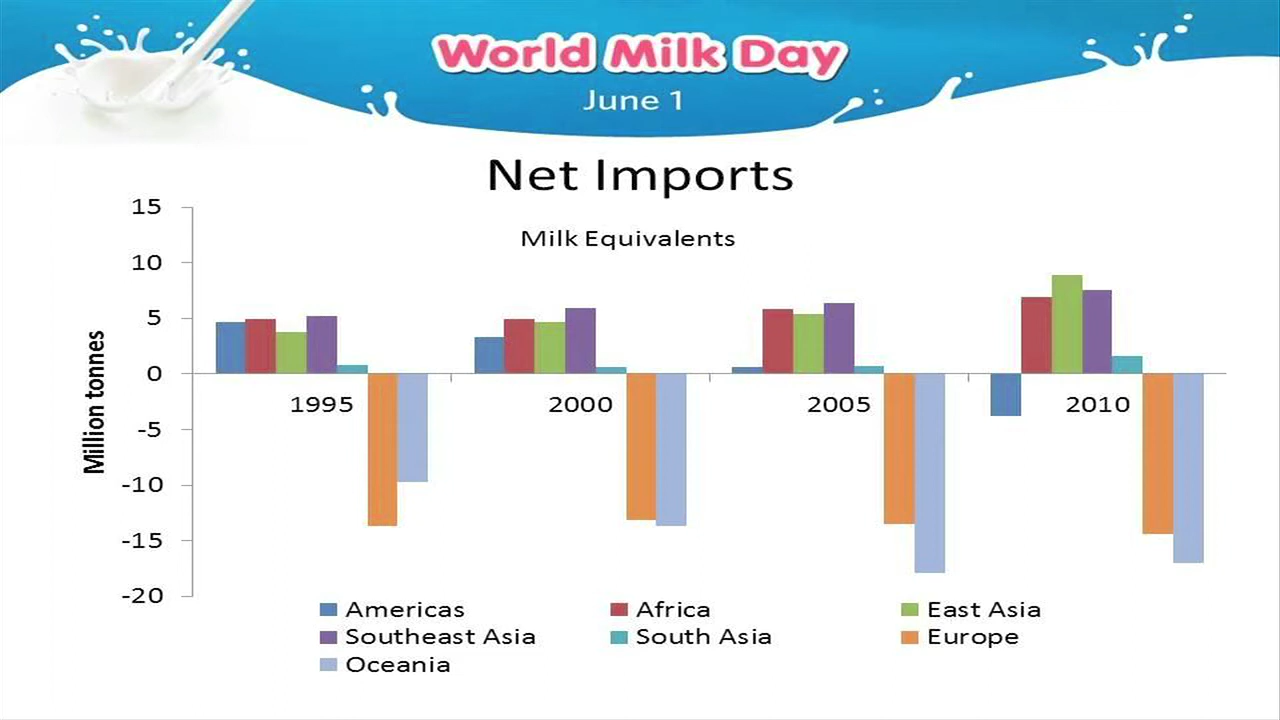 World Milk Day
June 1
Net Imports
Milk Equivalents
Million tonnes
15
10
5
0
-5
-10
-15
-20
1995 2000 2005 2010
Americas Africa East Asia
Southeast Asia South Asia Europe
Oceania